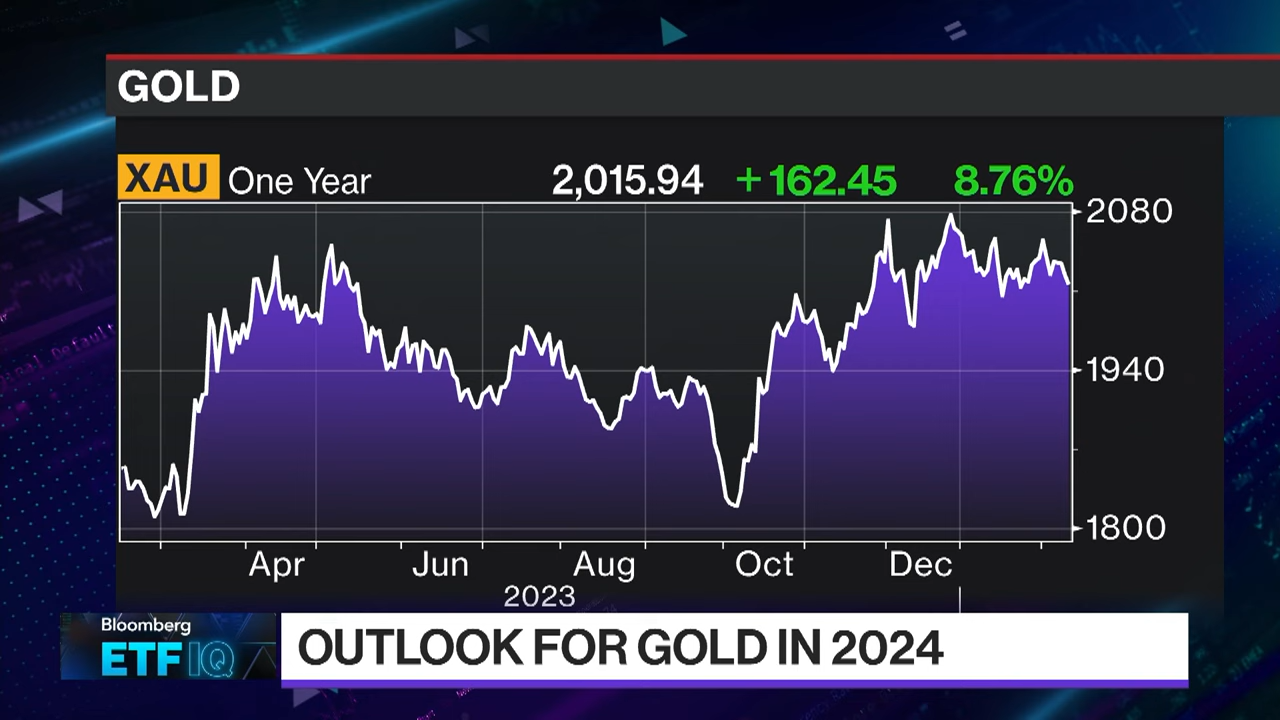 GOLD
XAU One Year 2,015.94 +162.45 8.76%
2080
1940
1800
Apr Jun Aug Oct Dec
2023
Bloomberg
ETF IQ
OUTLOOK FOR GOLD IN 2024